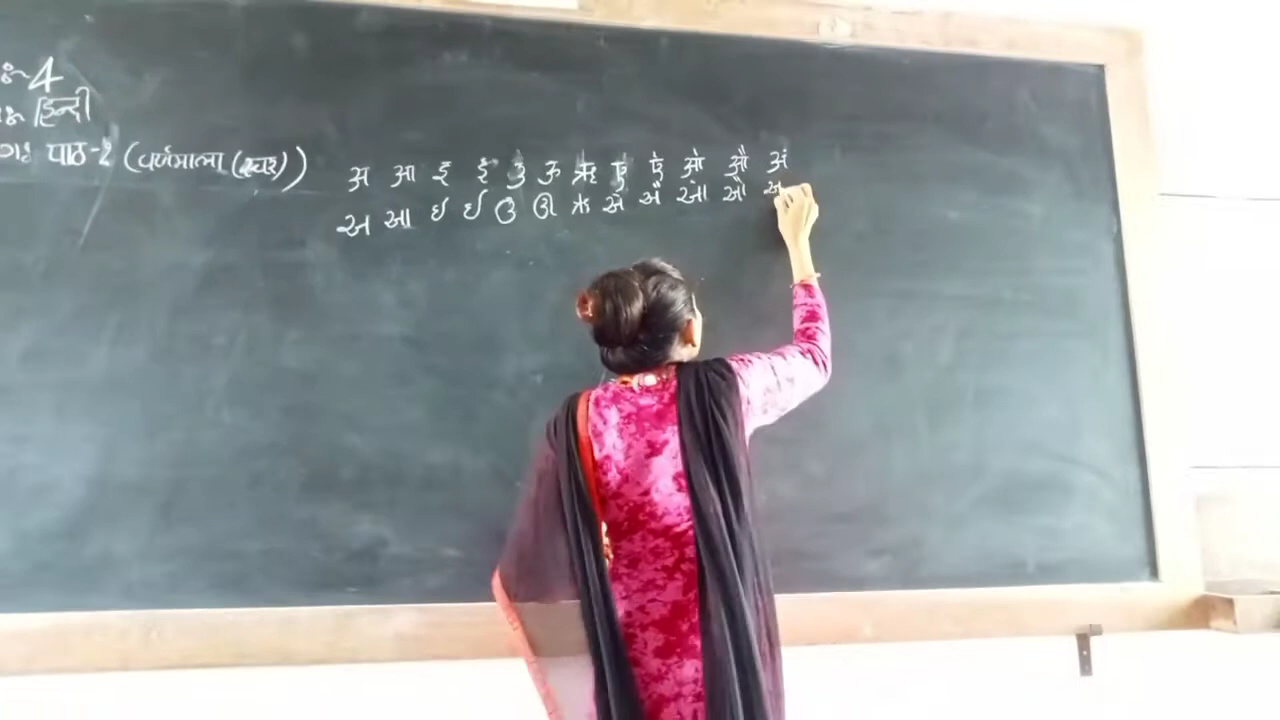 4
हिन्दी
पाठ-2 (वर्णमाला (स्वर))
अ आ इ ई उ ऊ ऋ ए ऐ ओ औ अं
અ આ ઇ ઈ ઉ ઊ ઋ એ ઐ ઓ ઔ અ